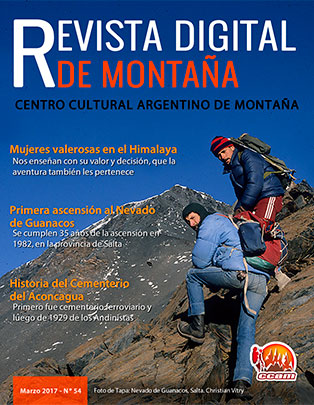 REVISTA DIGITAL
DE MONTAÑA
CENTRO CULTURAL ARGENTINO DE MONTAÑA
Mujeres valerosas en el Himalaya
Nos enseñan con su valor y decisión, que la
aventura también les pertenece
Primera ascensión al Nevado
de Guanacos
Se cumplen 35 años de la ascensión en
1982, en la provincia de Salta
Historia del Cementerio
del Aconcagua
Primero fue cementerio ferroviario y
luego de 1929 de los Andinistas
ccam
Marzo 2017 - Nº 54
Foto de Tapa: Nevado de Guanacos, Salta. Christian Vitry